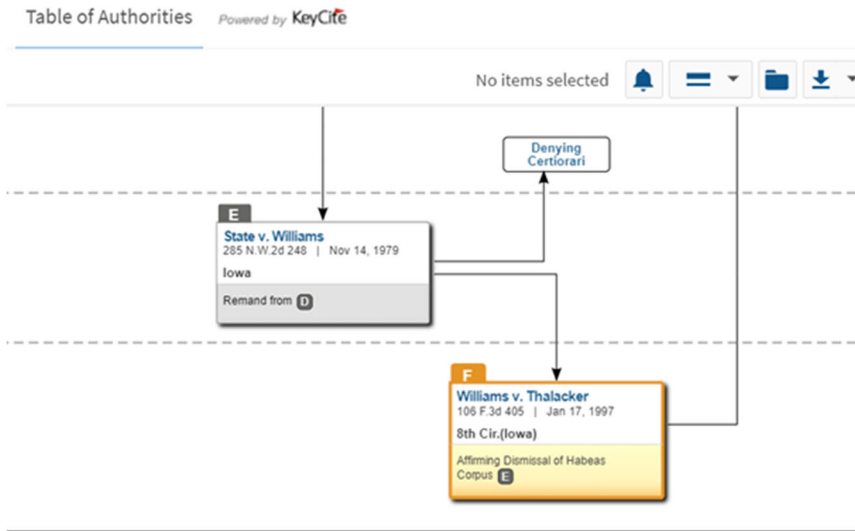 Table of Authorities Powered by KeyCite
No items selected
Denying
Certiorari
E
State v. Williams
285 N.W.2d 248 | Nov 14, 1979
Iowa
Remand from D
F
Williams v. Thalacker
106 F.3d 405 | Jan 17, 1997
8th Cir.(Iowa)
Affirming Dismissal of Habeas
Corpus E